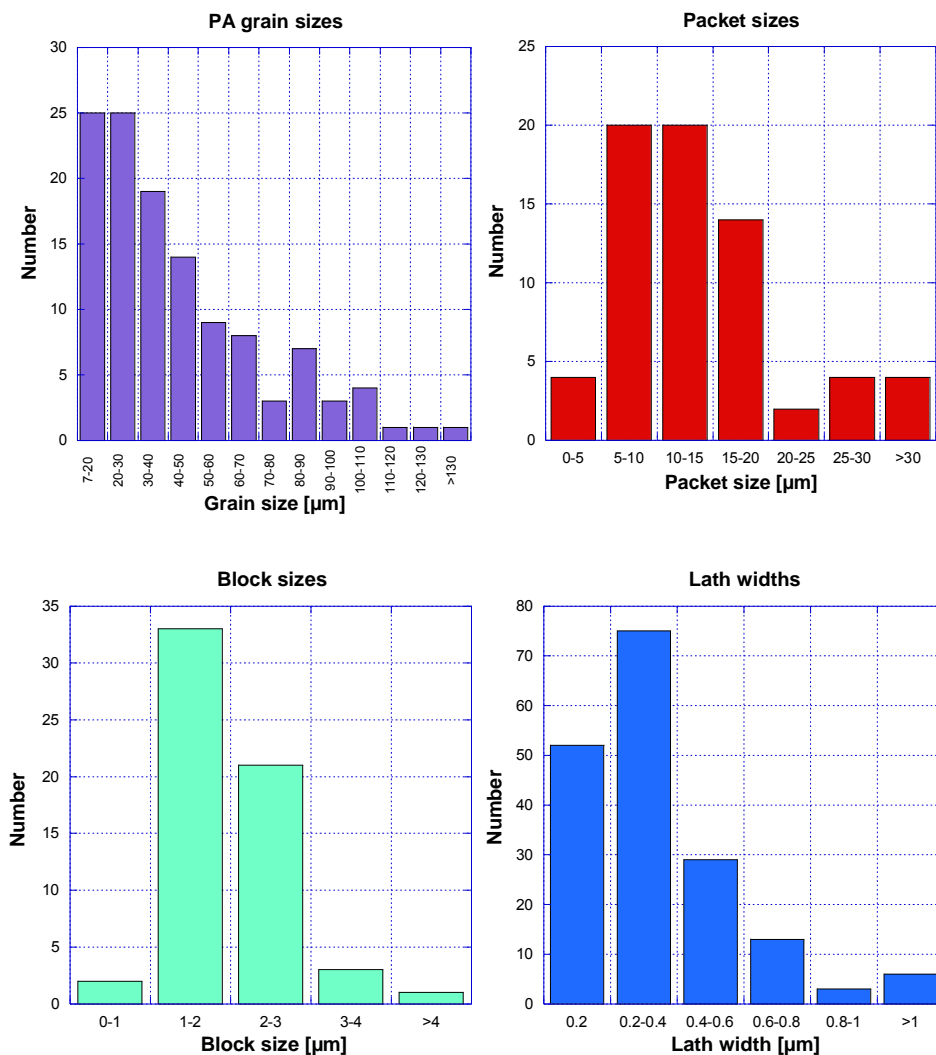 PA grain sizes
30
25
20
15
10
5
0
Number
7-20
20-30
30-40
40-50
50-60
60-70
70-80
80-90
90-100
100-110
110-120
120-130
>130
Grain size [µm]
Packet sizes
25
20
15
10
5
0
Number
0-5 5-10 10-15 15-20 20-25 25-30 >30
Packet size [µm]
Block sizes
35
30
25
20
15
10
5
0
Number
0-1 1-2 2-3 3-4 >4
Block size [µm]
Lath widths
80
70
60
50
40
30
20
10
0
Number
0.2 0.2-0.4 0.4-0.6 0.6-0.8 0.8-1 >1
Lath width [µm]